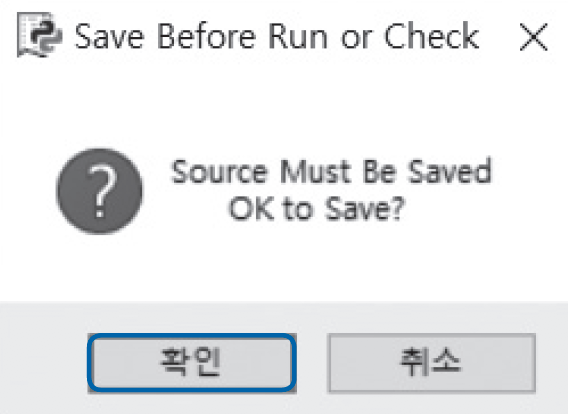 Save Before Run or Check
Source Must Be Saved
OK to Save?
확인
취소